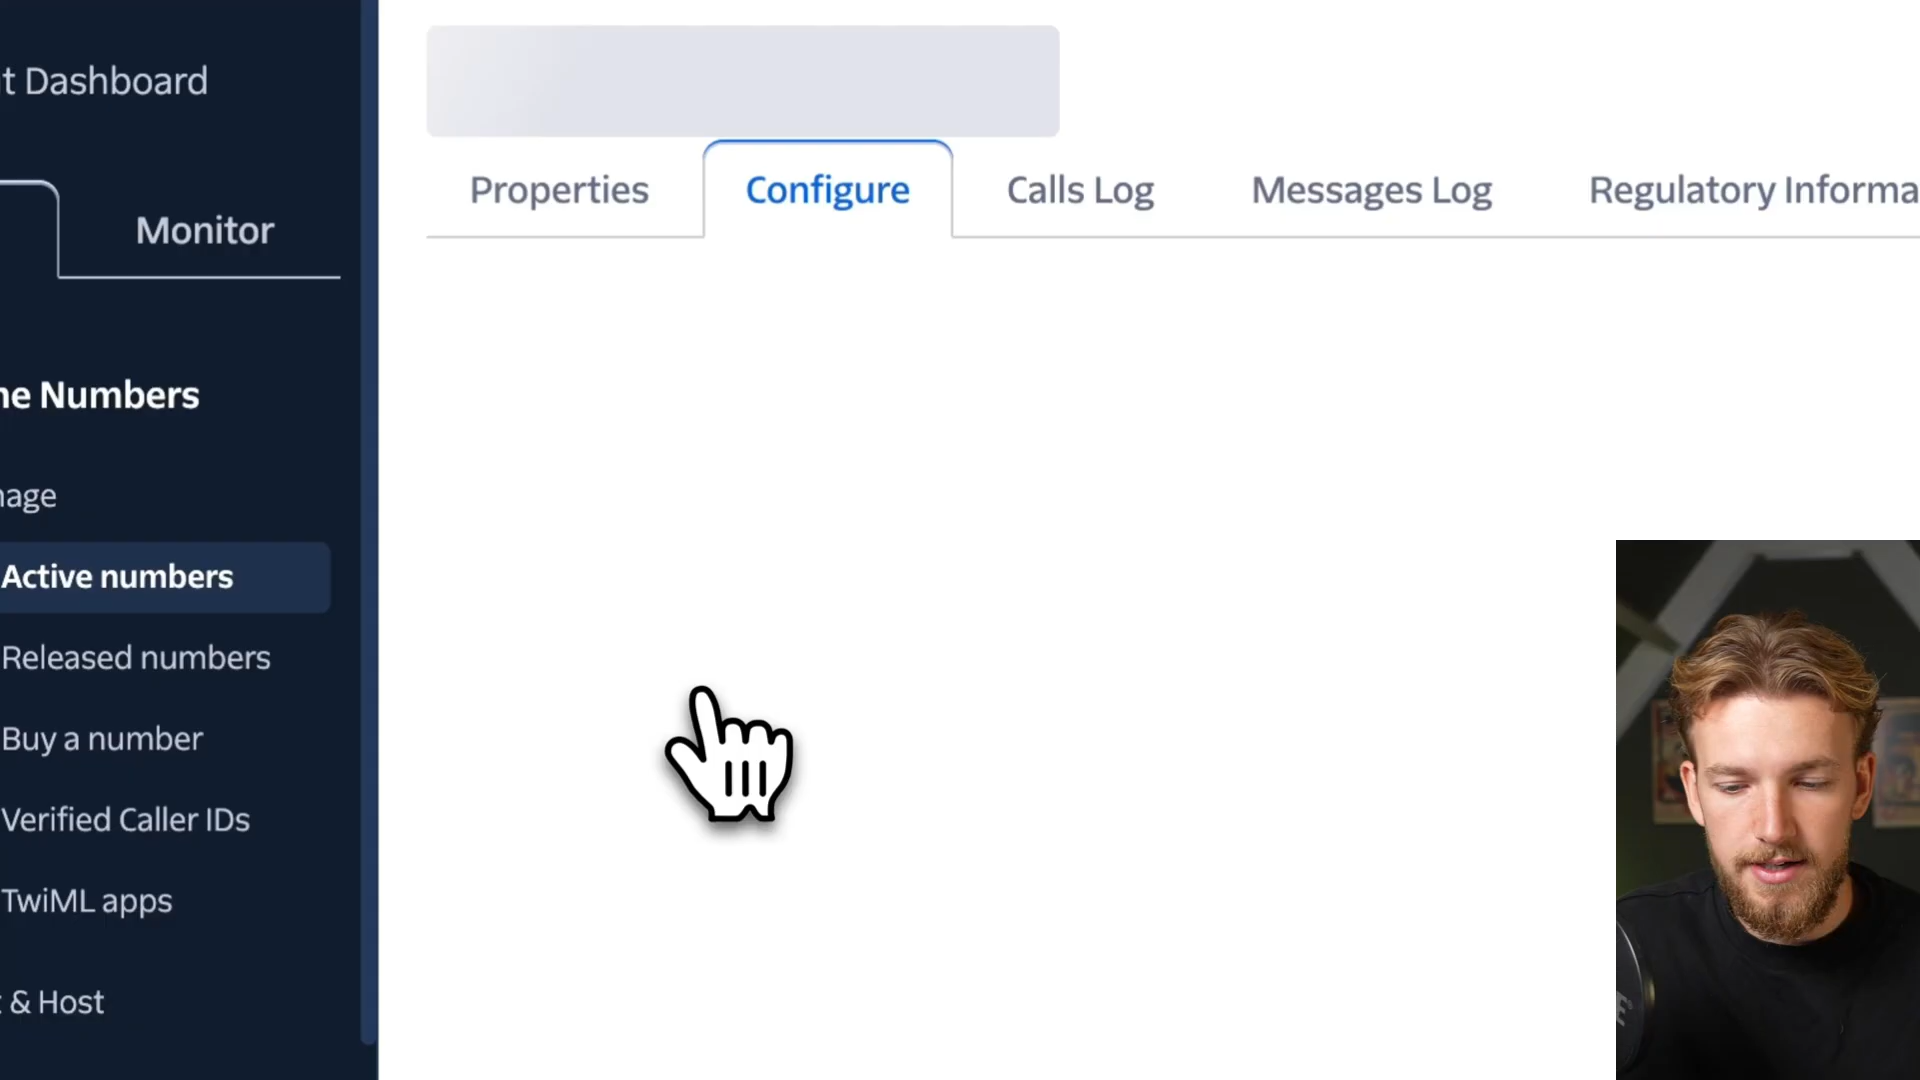 t Dashboard
Monitor
Properties
Configure
Calls Log
Messages Log
Regulatory Informa
ne Numbers
nage
Active numbers
Released numbers
Buy a number
Verified Caller IDs
TwiML apps
& Host